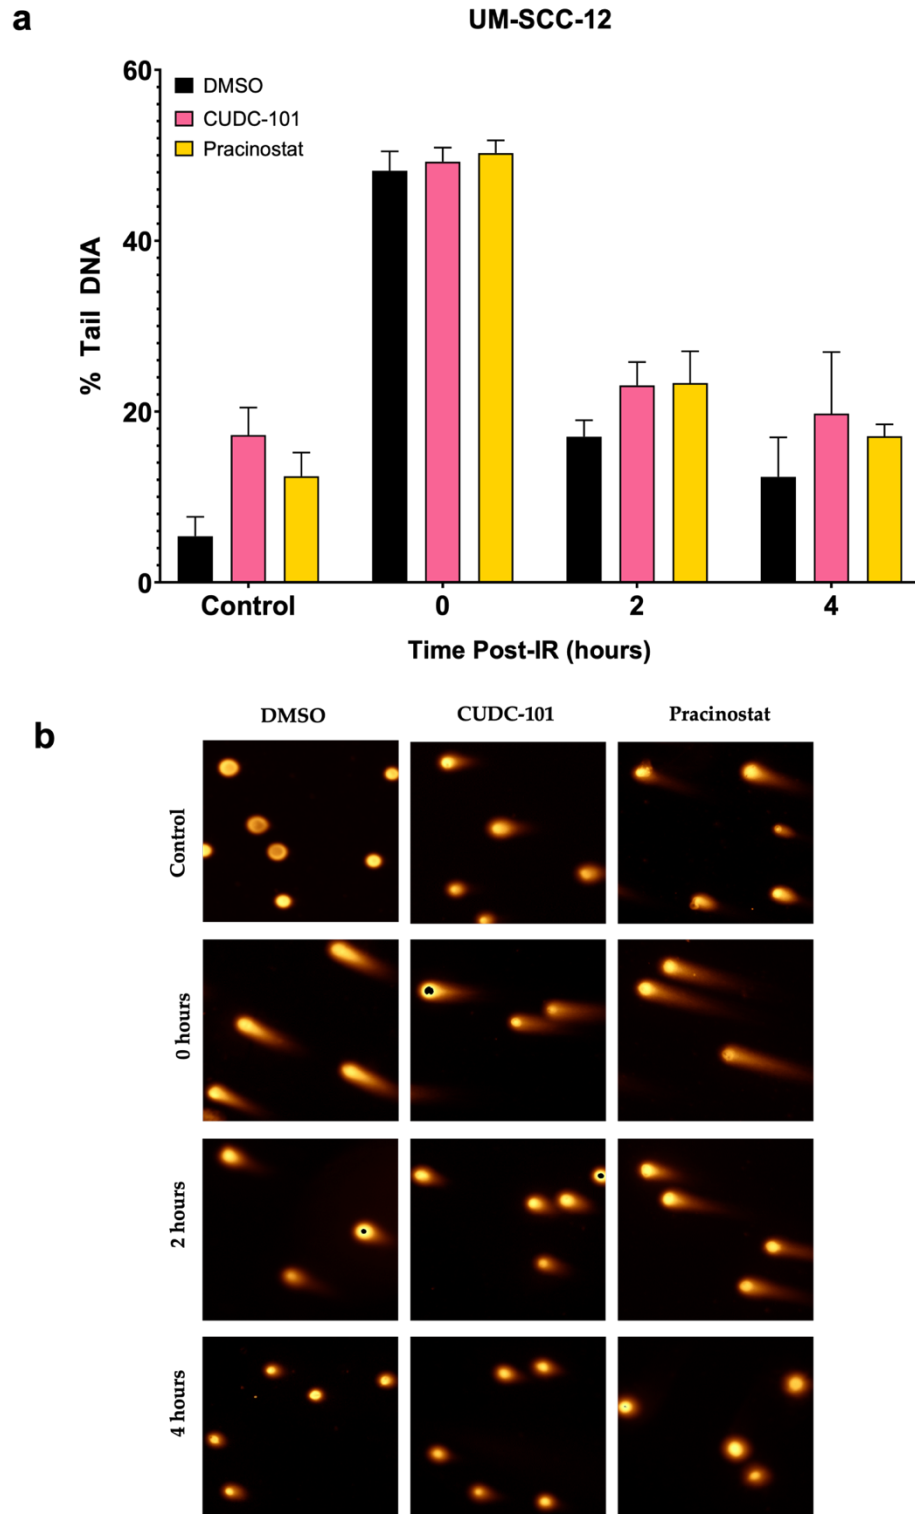 a
UM-SCC-12
DMSO
CUDC-101
Pracinostat
% Tail DNA
60
40
20
0
Control 0 2 4
Time Post-IR (hours)
b
DMSO CUDC-101 Pracinostat
Control
0 hours
2 hours
4 hours